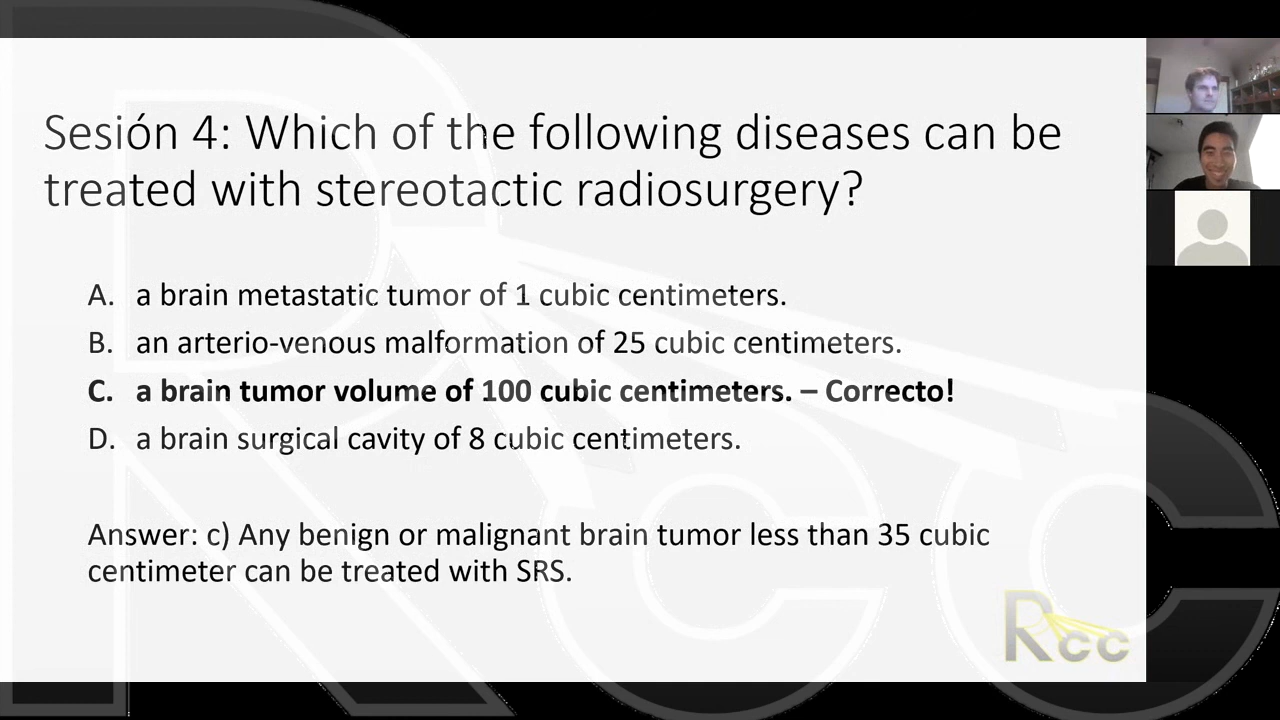 Sesión 4: Which of the following diseases can be
treated with stereotactic radiosurgery?
A. a brain metastatic tumor of 1 cubic centimeters.
B. an arterio-venous malformation of 25 cubic centimeters.
C. a brain tumor volume of 100 cubic centimeters. – Correcto!
D. a brain surgical cavity of 8 cubic centimeters.
Answer: c) Any benign or malignant brain tumor less than 35 cubic
centimeter can be treated with SRS.
Rcc